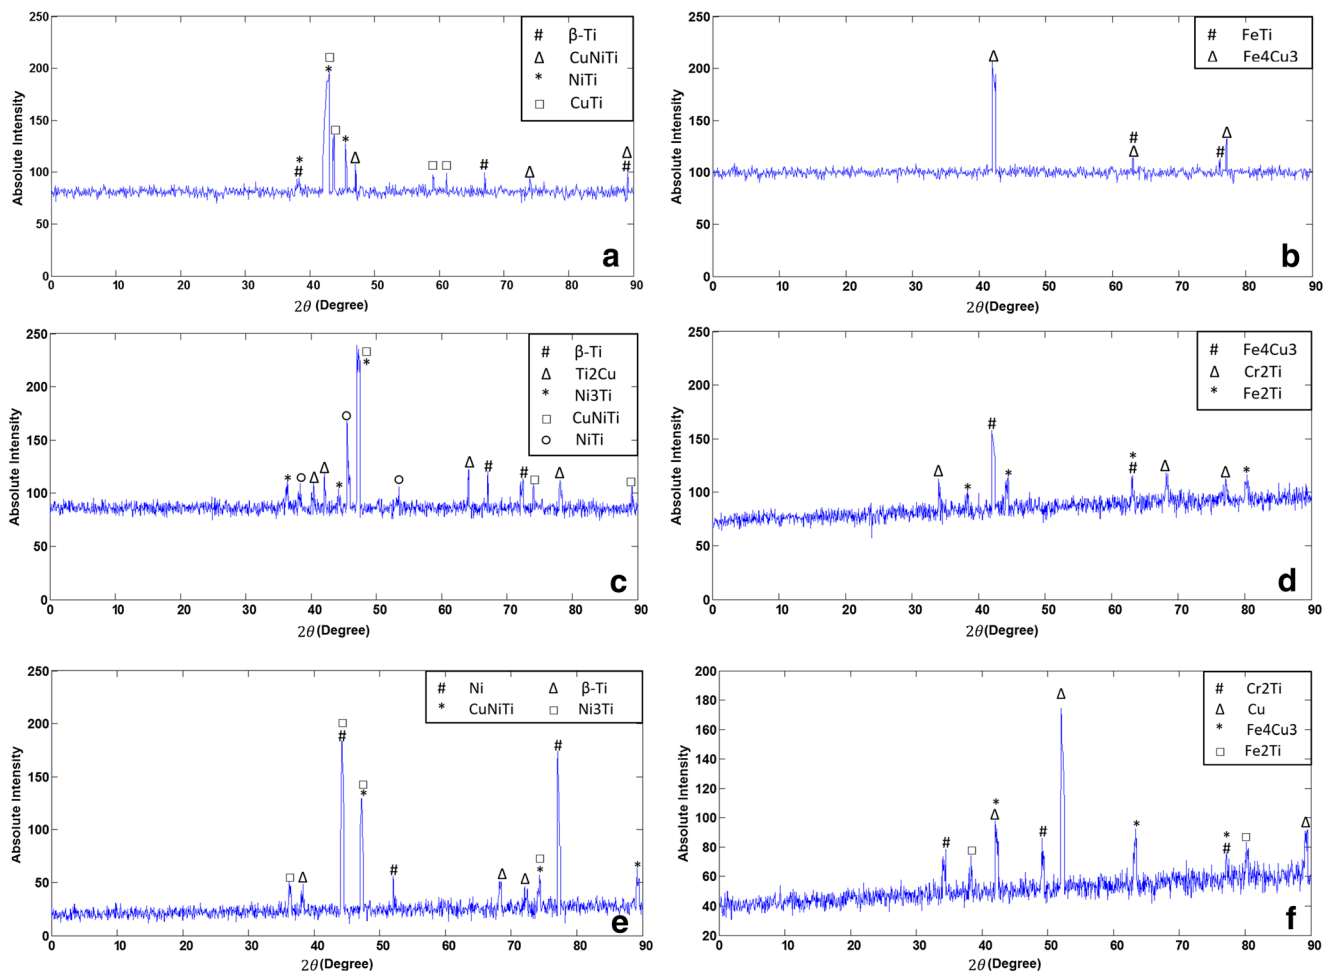 250
200
150
100
50
0
Absolute Intensity
# β-Ti
Δ CuNiTi
* NiTi
□ CuTi
a
0 10 20 30 40 50 60 70 80 90
2θ (Degree)
250
200
150
100
50
0
Absolute Intensity
# FeTi
Δ Fe4Cu3
b
0 10 20 30 40 50 60 70 80 90
2θ (Degree)
250
200
150
100
50
0
Absolute Intensity
# β-Ti
Δ Ti2Cu
* Ni3Ti
□ CuNiTi
○ NiTi
c
0 10 20 30 40 50 60 70 80 90
2θ (Degree)
250
200
150
100
50
0
Absolute Intensity
# Fe4Cu3
Δ Cr2Ti
* Fe2Ti
d
0 10 20 30 40 50 60 70 80 90
2θ (Degree)
250
200
150
100
50
0
Absolute Intensity
# Ni Δ β-Ti
* CuNiTi □ Ni3Ti
e
0 10 20 30 40 50 60 70 80 90
2θ (Degree)
200
180
160
140
120
100
80
60
40
20
Absolute Intensity
# Cr2Ti
Δ Cu
* Fe4Cu3
□ Fe2Ti
f
0 10 20 30 40 50 60 70 80 90
2θ (Degree)